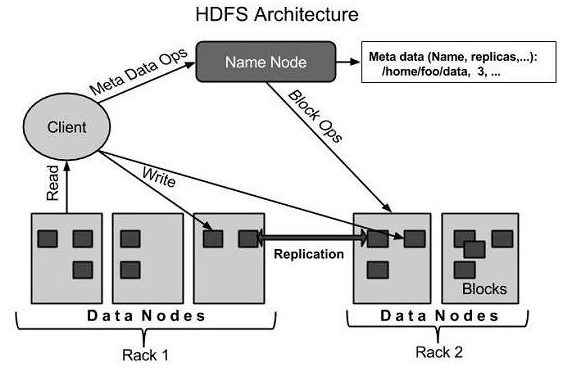 HDFS Architecture
Meta Data Ops
Name Node
Meta data (Name, replicas,...):
/home/foo/data, 3, ...
Client
Block Ops
Read
Write
Replication
Blocks
Data Nodes
Data Nodes
Rack 1
Rack 2